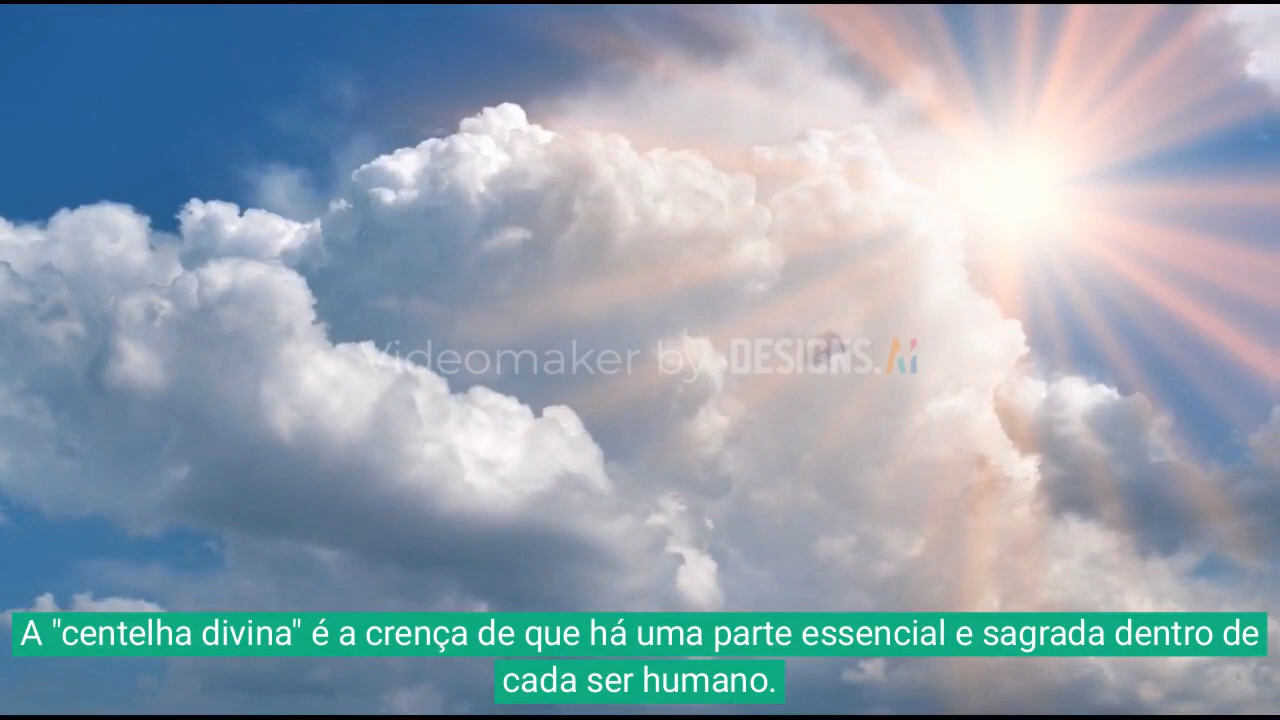 Videomaker by DESIGNS.AI
A "centelha divina" é a crença de que há uma parte essencial e sagrada dentro de
cada ser humano.